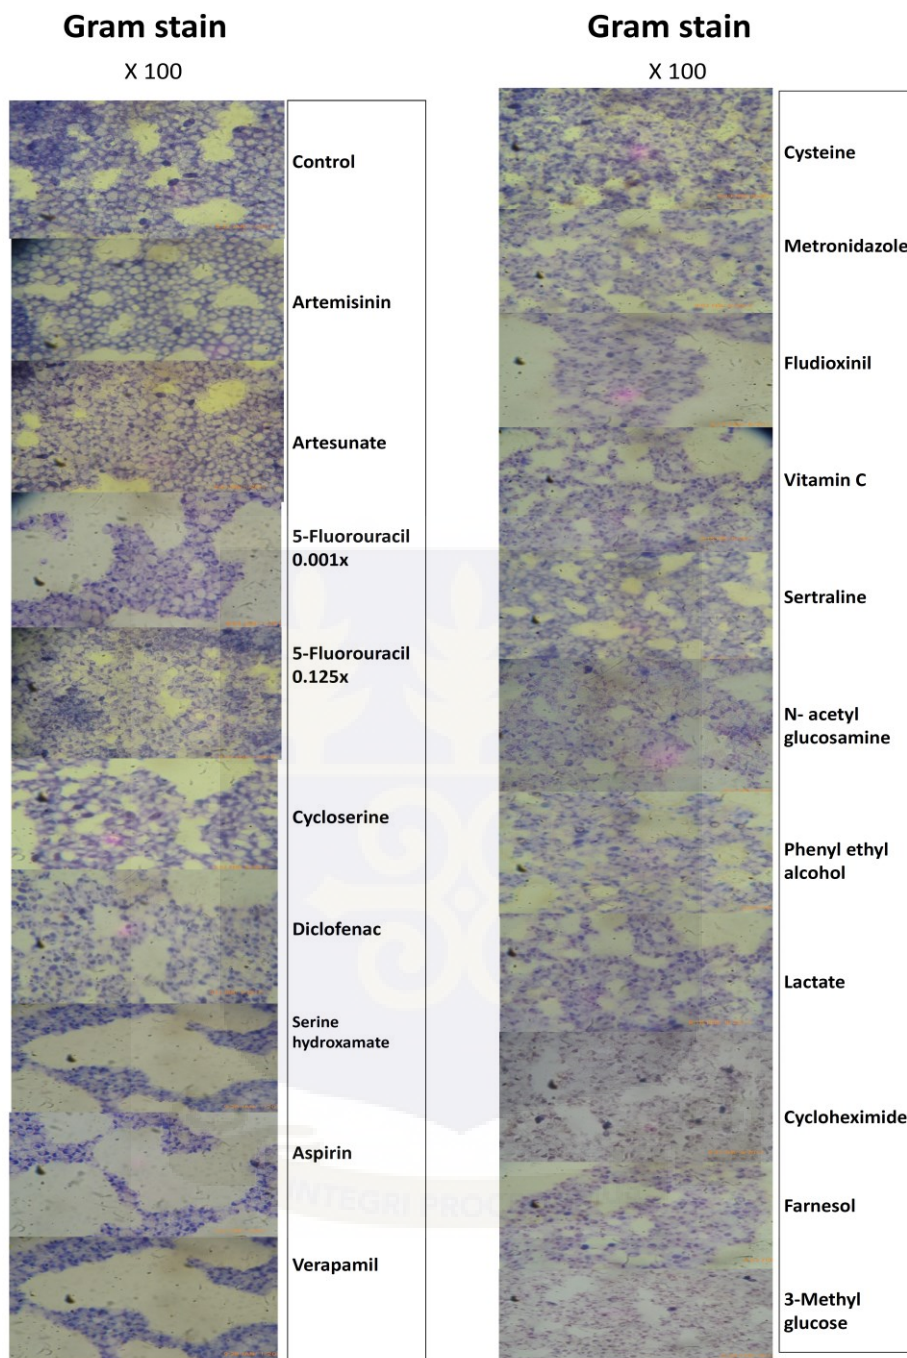 Gram stain
X 100
Control
Artemisinin
Artesunate
5-Fluorouracil
0.001x
5-Fluorouracil
0.125x
Cycloserine
Diclofenac
Serine
hydroxamate
Aspirin
Verapamil
Gram stain
X 100
Cysteine
Metronidazole
Fludioxinil
Vitamin C
Sertraline
N- acetyl
glucosamine
Phenyl ethyl
alcohol
Lactate
Cycloheximide
Farnesol
3-Methyl
glucose
INTEGRI PROC